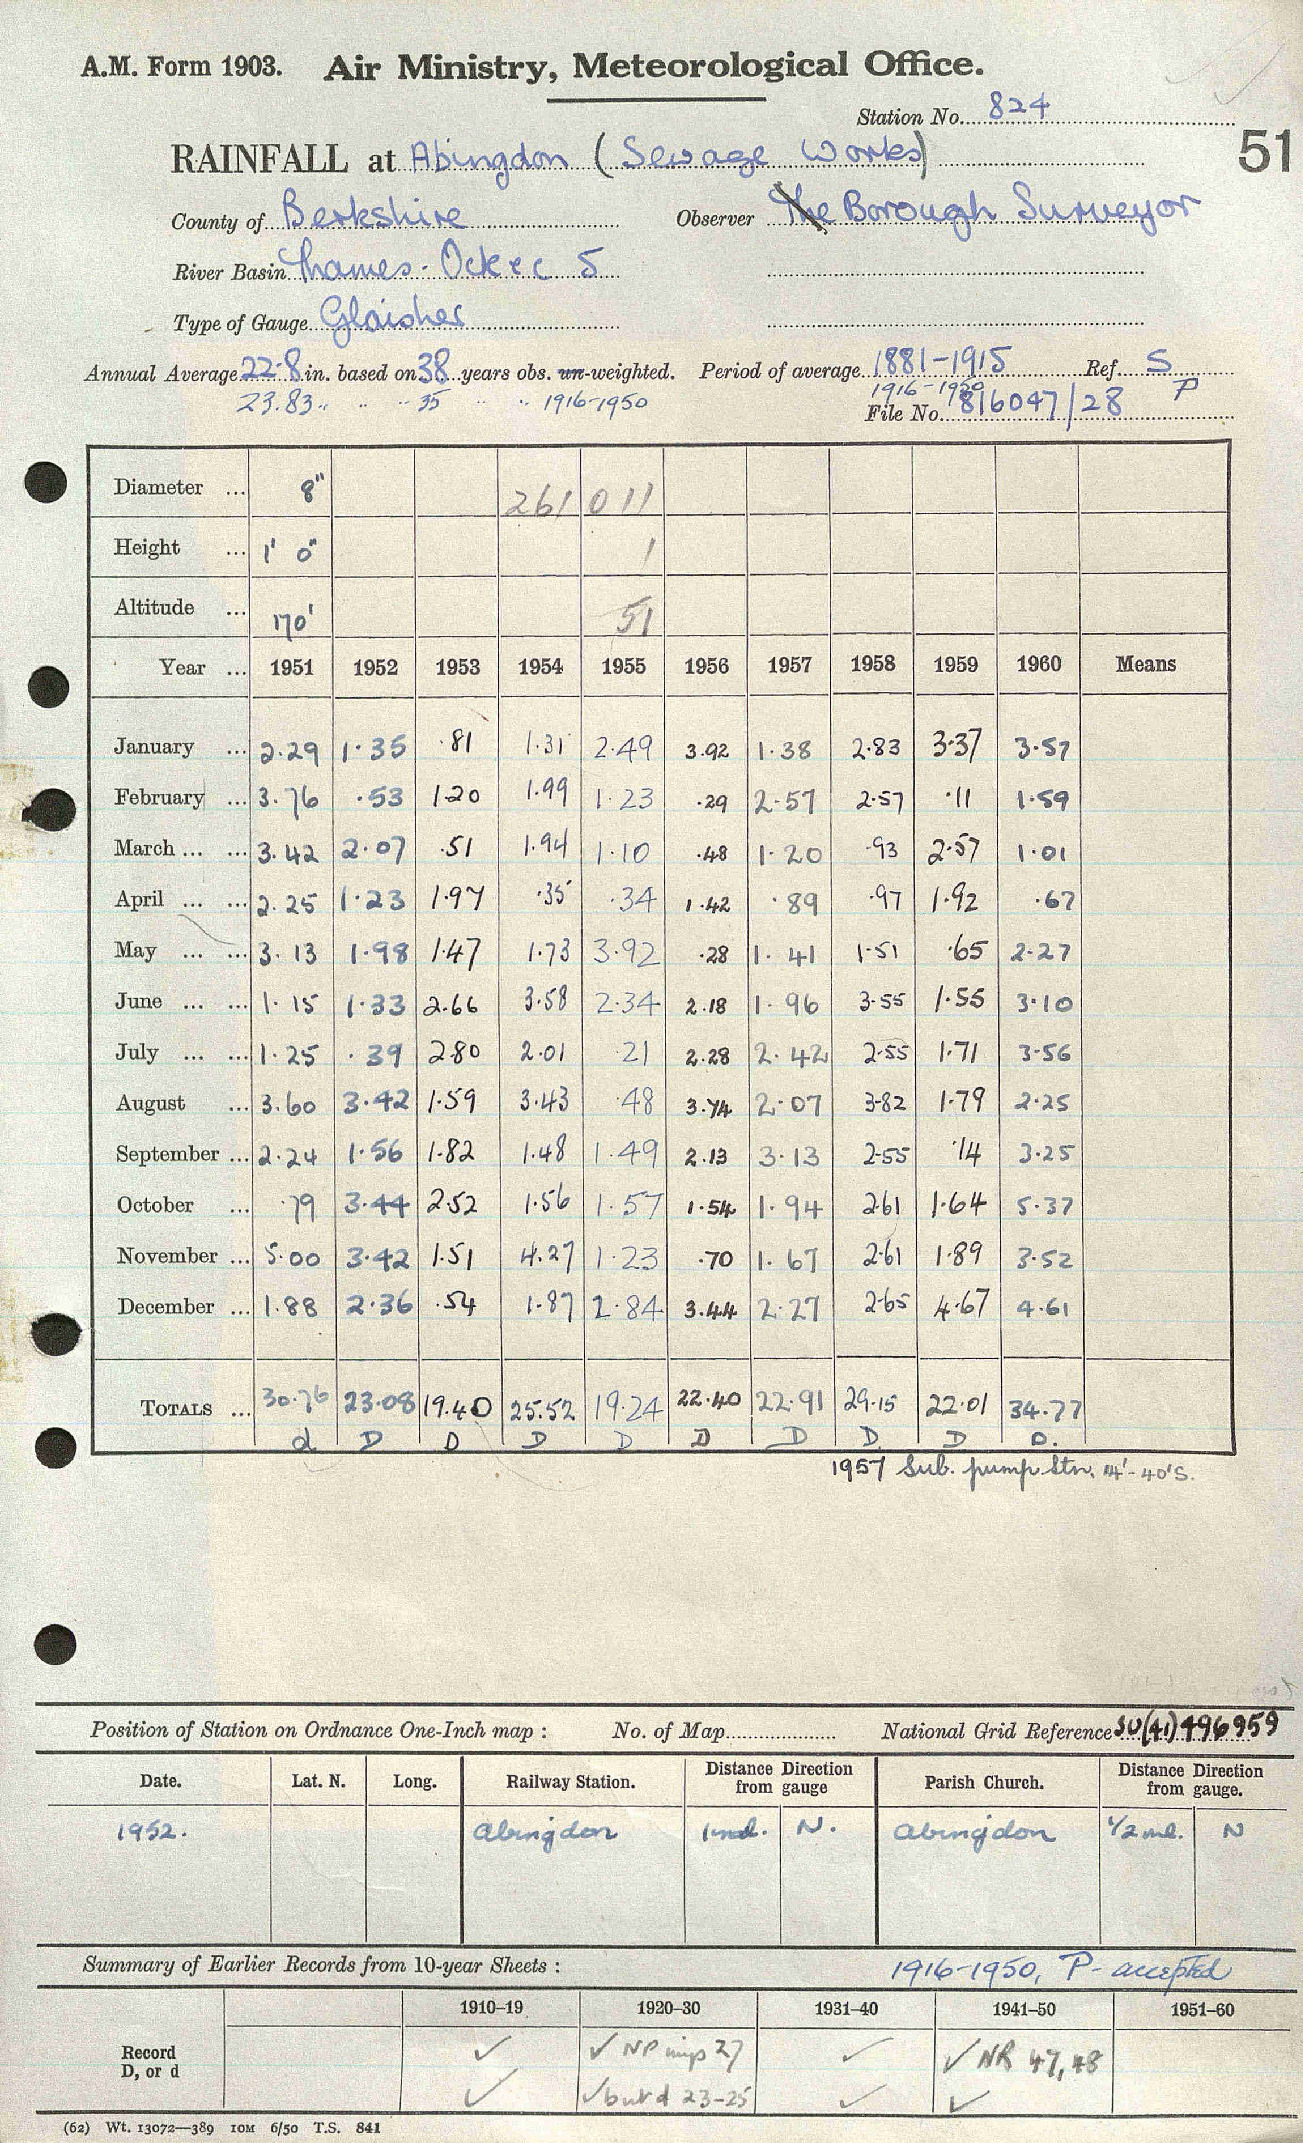 A.M. Form 1903. Air Ministry, Meteorological Office.
Station No. 824
RAINFALL at Abingdon (Sewage Works)
51
County of Berkshire Observer The Borough Surveyor
River Basin Thames - Ock &c 5
Type of Gauge Glaisher
Annual Average 22.8 in. based on 38 years obs. un-weighted. Period of average 1881-1915 Ref. S
23.83 " " " 35 " " 1916-1950 1916-1950 P
File No. 816047/28
Diameter ... 8" 261 011
Height ... 1' 0" 1
Altitude ... 170' 51
Year ... 1951 1952 1953 1954 1955 1956 1957 1958 1959 1960 Means
January ... 2.29 1.35 .81 1.31 2.49 3.92 1.38 2.83 3.37 3.57
February ... 3.76 .53 1.20 1.99 1.23 .29 2.57 2.57 .11 1.59
March ... ... 3.42 2.07 .51 1.94 1.10 .48 1.20 .93 2.57 1.01
April ... ... 2.25 1.23 1.97 .35 .34 1.42 .89 .97 1.92 .67
May ... ... 3.13 1.98 1.47 1.73 3.92 .28 1.41 1.51 .65 2.27
June ... ... 1.15 1.33 2.66 3.58 2.34 2.18 1.96 3.55 1.55 3.10
July ... ... 1.25 .39 2.80 2.01 .21 2.28 2.42 2.55 1.71 3.56
August ... 3.60 3.42 1.59 3.43 .48 3.74 2.07 3.82 1.79 2.25
September ... 2.24 1.56 1.82 1.48 1.49 2.13 3.13 2.55 .14 3.25
October ... .79 3.44 2.52 1.56 1.57 1.54 1.94 2.61 1.64 5.37
November ... 5.00 3.42 1.51 4.27 1.23 .70 1.67 2.61 1.89 3.52
December ... 1.88 2.36 .54 1.87 2.84 3.44 2.27 2.65 4.67 4.61
TOTALS ... 30.76 23.08 19.40 25.52 19.24 22.40 22.91 29.15 22.01 34.77
d D D D D D D D D D.
1957 Sub. pump Stn. 14'-40'S.
Position of Station on Ordnance One-Inch map : No. of Map National Grid Reference SU(41)496959
Date. Lat. N. Long. Railway Station. Distance Direction from gauge Parish Church. Distance Direction from gauge.
1952. Abingdon 1 ml. N. Abingdon 1/2 ml. N
Summary of Earlier Records from 10-year Sheets : 1916-1950, P- accepted
1910–19 1920–30 1931–40 1941–50 1951–60
Record ✓ ✓ NP 27 ✓ ✓ NR 47, 48
D, or d ✓ ✓ but d 23-25 ✓ ✓
(62) Wt. 13072—389 10M 6/50 T.S. 841